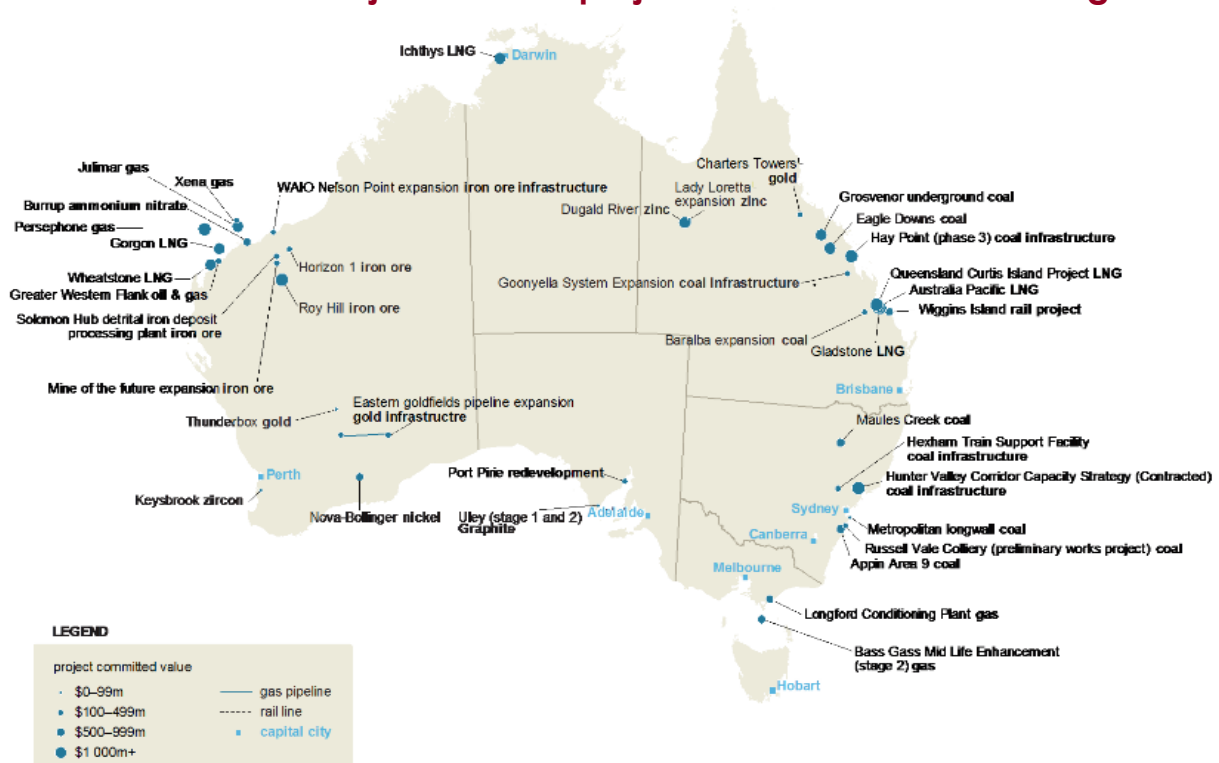 Ichthys LNG
Darwin
Julimar gas
Xena gas
WAIO Nelson Point expansion iron ore infrastructure
Burrup ammonium nitrate
Persephone gas
Gorgon LNG
Wheatstone LNG
Greater Western Flank oil & gas
Horizon 1 iron ore
Roy Hill iron ore
Solomon Hub detrital iron deposit
processing plant iron ore
Mine of the future expansion iron ore
Charters Towers'
gold
Lady Loretta
expansion zinc
Dugald River zinc
Grosvenor underground coal
Eagle Downs coal
Hay Point (phase 3) coal infrastructure
Goonyella System Expansion coal Infrastructure
Queensland Curtis Island Project LNG
Australia Pacific LNG
Wiggins Island rail project
Baralba expansion coal
Gladstone LNG
Brisbane
Thunderbox gold
Eastern goldfields pipeline expansion
gold infrastructre
Maules Creek coal
Hexham Train Support Facility
coal infrastructure
Perth
Port Pirie redevelopment
Hunter Valley Corridor Capacity Strategy (Contracted)
coal infrastructure
Keysbrook zircon
Nova-Bollinger nickel
Uley (stage 1 and 2)
Graphite
Adelaide
Sydney
Metropolitan longwall coal
Canberra
Russell Vale Colliery (preliminary works project) coal
Appin Area 9 coal
Melbourne
Longford Conditioning Plant gas
Bass Gass Mid Life Enhancement
(stage 2) gas
Hobart
LEGEND
project committed value
$0–99m
$100–499m
$500–999m
$1 000m+
gas pipeline
rail line
capital city